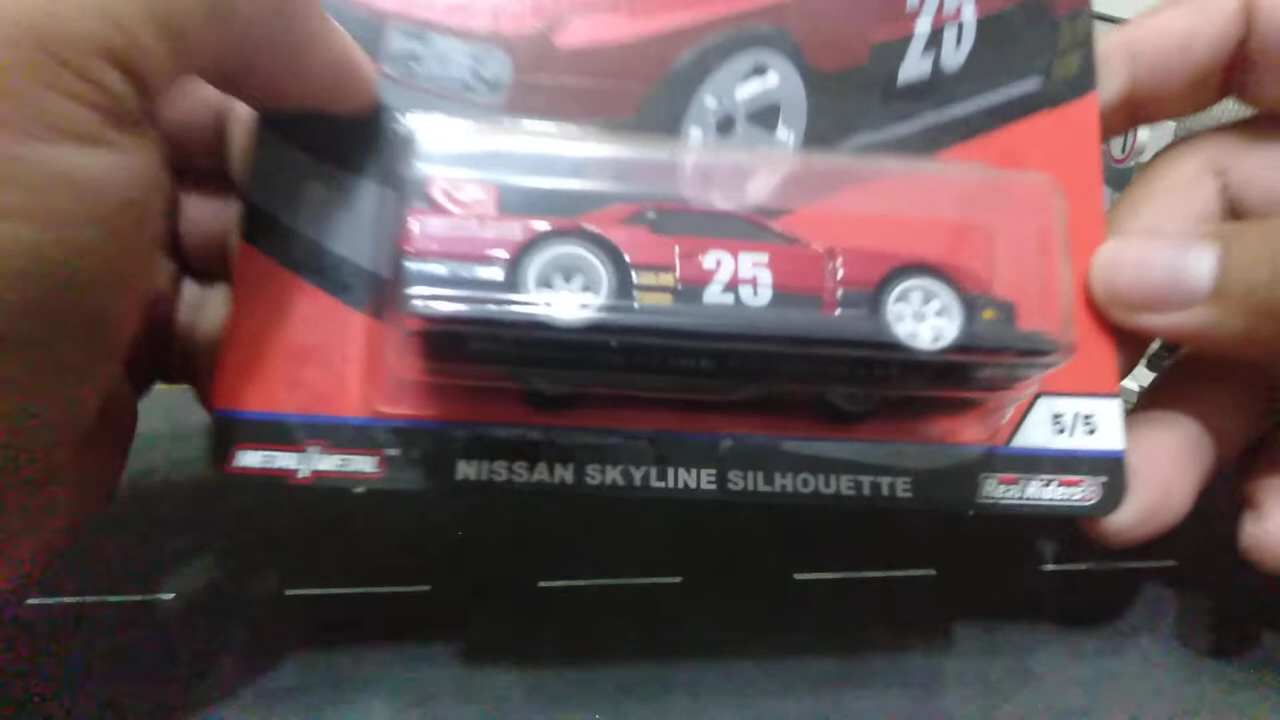 25
25
5/5
METAL METAL
NISSAN SKYLINE SILHOUETTE
Real Riders